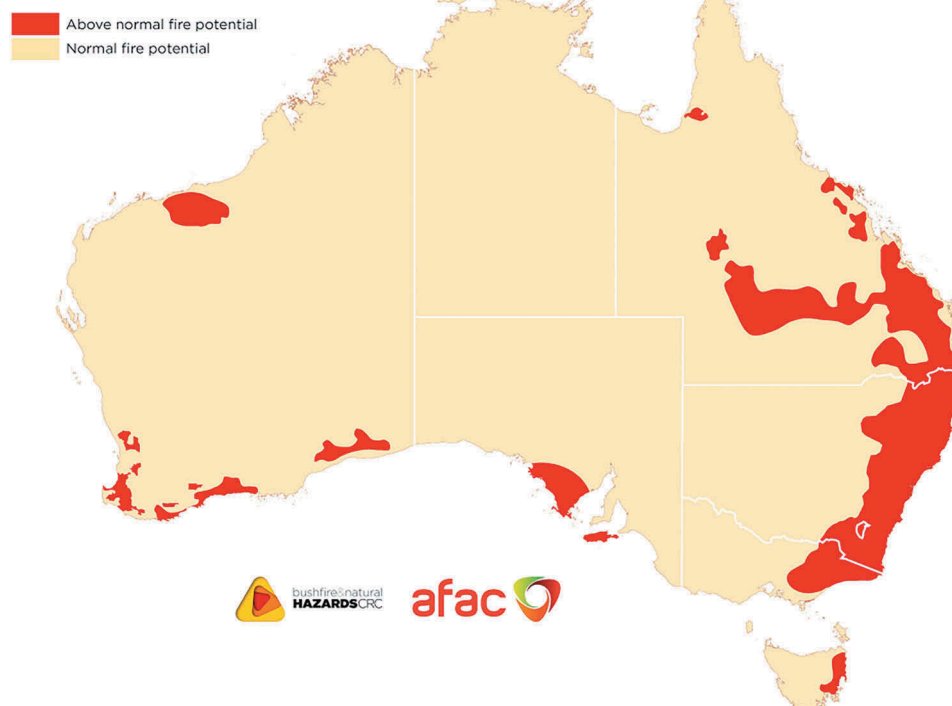 Above normal fire potential
Normal fire potential
bushfire&natural
HAZARDSCRC
afac